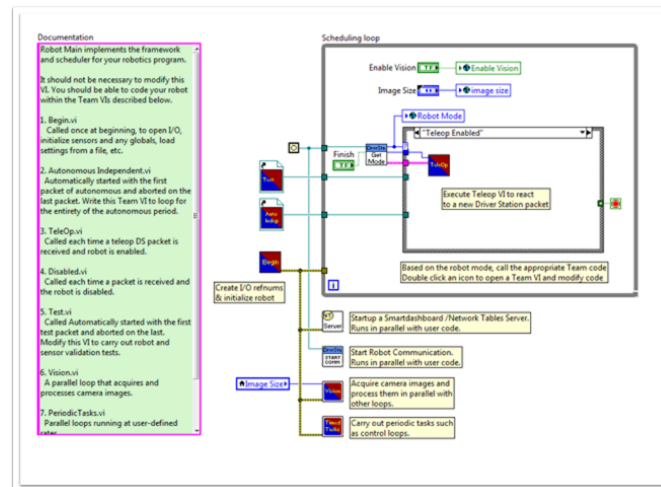 Documentation
Robot Main implements the framework
and scheduler for your robotics program.
It should not be necessary to modify this
VI. You should be able to code your robot
within the Team VIs described below.
1. Begin.vi
Called once at beginning, to open I/O,
initialize sensors and any globals, load
settings from a file, etc.
2. Autonomous Independent.vi
Automatically started with the first
packet of autonomous and aborted on the
last packet. Write this Team VI to loop for
the entirety of the autonomous period.
3. TeleOp.vi
Called each time a teleop DS packet is
received and robot is enabled.
4. Disabled.vi
Called each time a packet is received and
the robot is disabled.
5. Test.vi
Called Automatically started with the first
test packet and aborted on the last.
Modify this VI to carry out robot and
sensor validation tests.
6. Vision.vi
A parallel loop that acquires and
processes camera images.
7. PeriodicTasks.vi
Parallel loops running at user-defined
rates
Scheduling loop
Enable Vision
TF
Enable Vision
Image Size
image size
Robot Mode
"Teleop Enabled"
Finish
TF
Get
Mode
TeleOp
Test
Auto
Indep
Execute Teleop VI to react
to a new Driver Station packet
Begin
Create I/O refnums
& initialize robot
i
Based on the robot mode, call the appropriate Team code
Double click an icon to open a Team VI and modify code
Server
Startup a Smartdashboard /Network Tables Server.
Runs in parallel with user code.
START
COMM
Start Robot Communication.
Runs in parallel with user code.
Image Size
Vision
Acquire camera images and
process them in parallel with
other loops.
Timed
Tasks
Carry out periodic tasks such
as control loops.